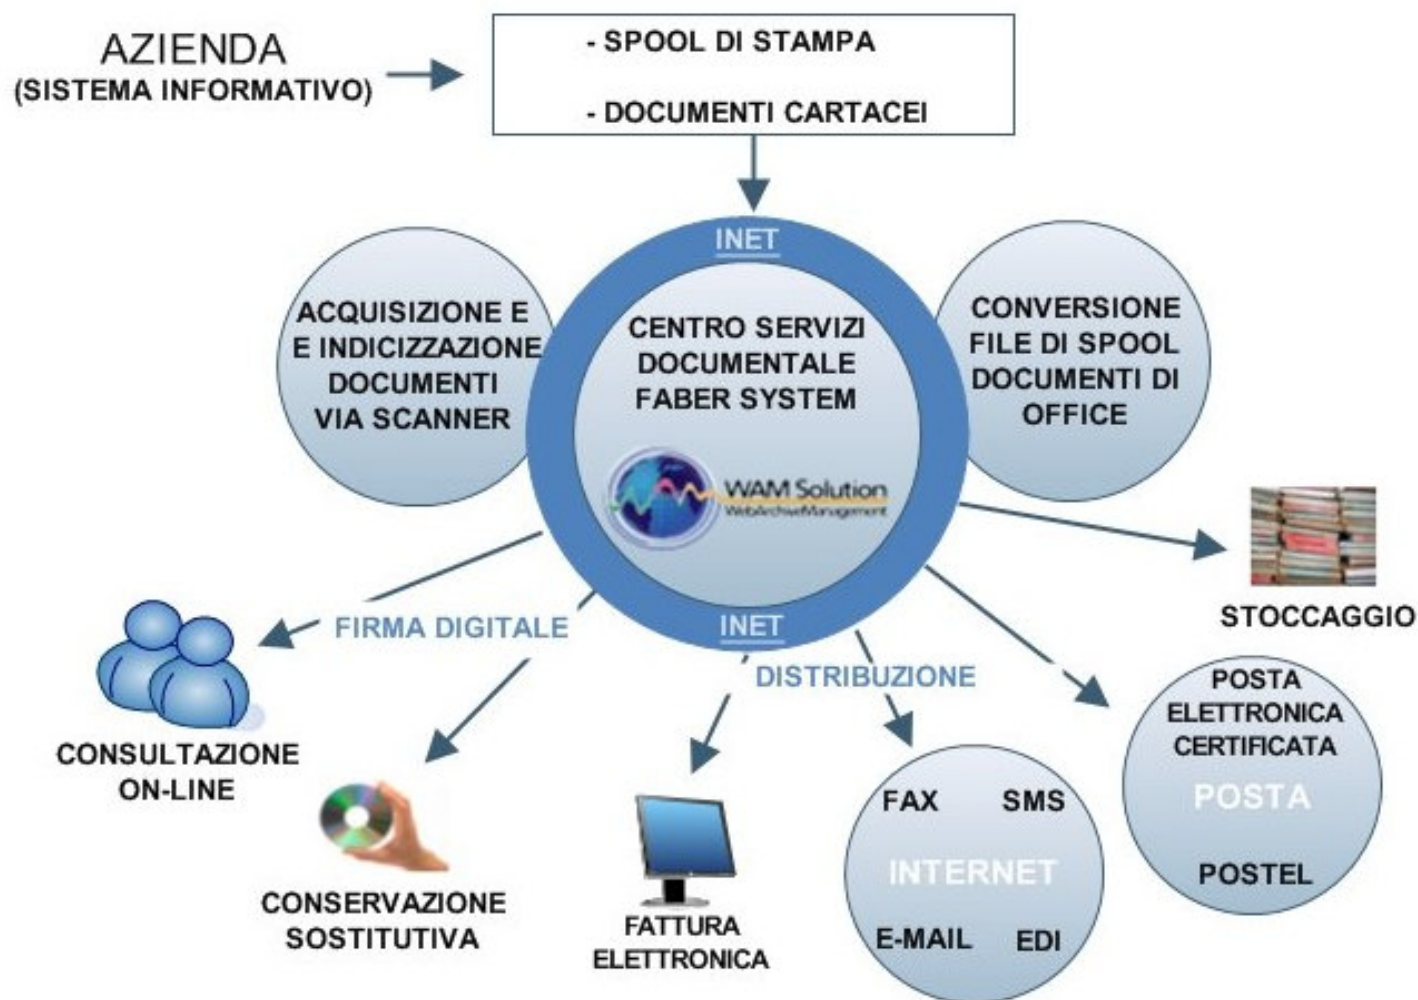 AZIENDA
(SISTEMA INFORMATIVO)
- SPOOL DI STAMPA
- DOCUMENTI CARTACEI
INET
ACQUISIZIONE E
E INDICIZZAZIONE
DOCUMENTI
VIA SCANNER
CENTRO SERVIZI
DOCUMENTALE
FABER SYSTEM
WAM Solution
WebArchiveManagement
CONVERSIONE
FILE DI SPOOL
DOCUMENTI DI
OFFICE
INET
FIRMA DIGITALE
DISTRIBUZIONE
STOCCAGGIO
CONSULTAZIONE
ON-LINE
CONSERVAZIONE
SOSTITUTIVA
FATTURA
ELETTRONICA
FAX SMS
INTERNET
E-MAIL EDI
POSTA
ELETTRONICA
CERTIFICATA
POSTA
POSTEL